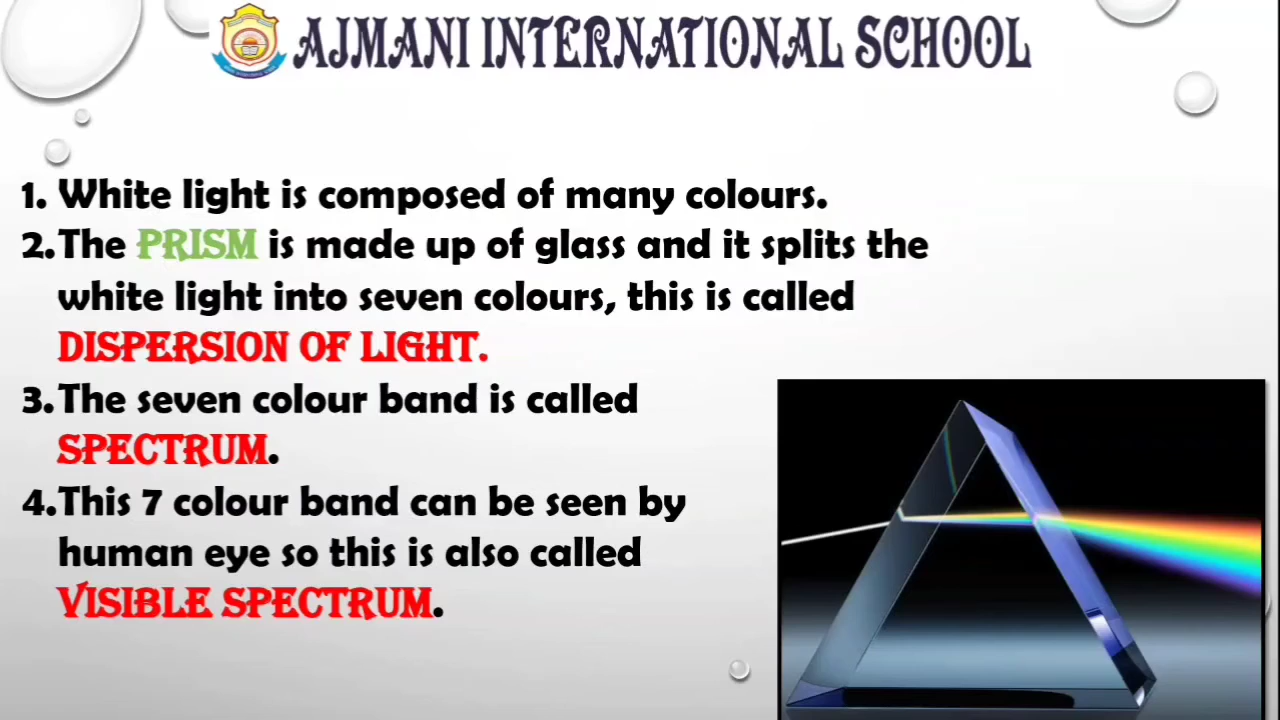 AJMANI INTERNATIONAL SCHOOL
1. White light is composed of many colours.
2.The PRISM is made up of glass and it splits the
white light into seven colours, this is called
DISPERSION OF LIGHT.
3.The seven colour band is called
SPECTRUM.
4.This 7 colour band can be seen by
human eye so this is also called
VISIBLE SPECTRUM.